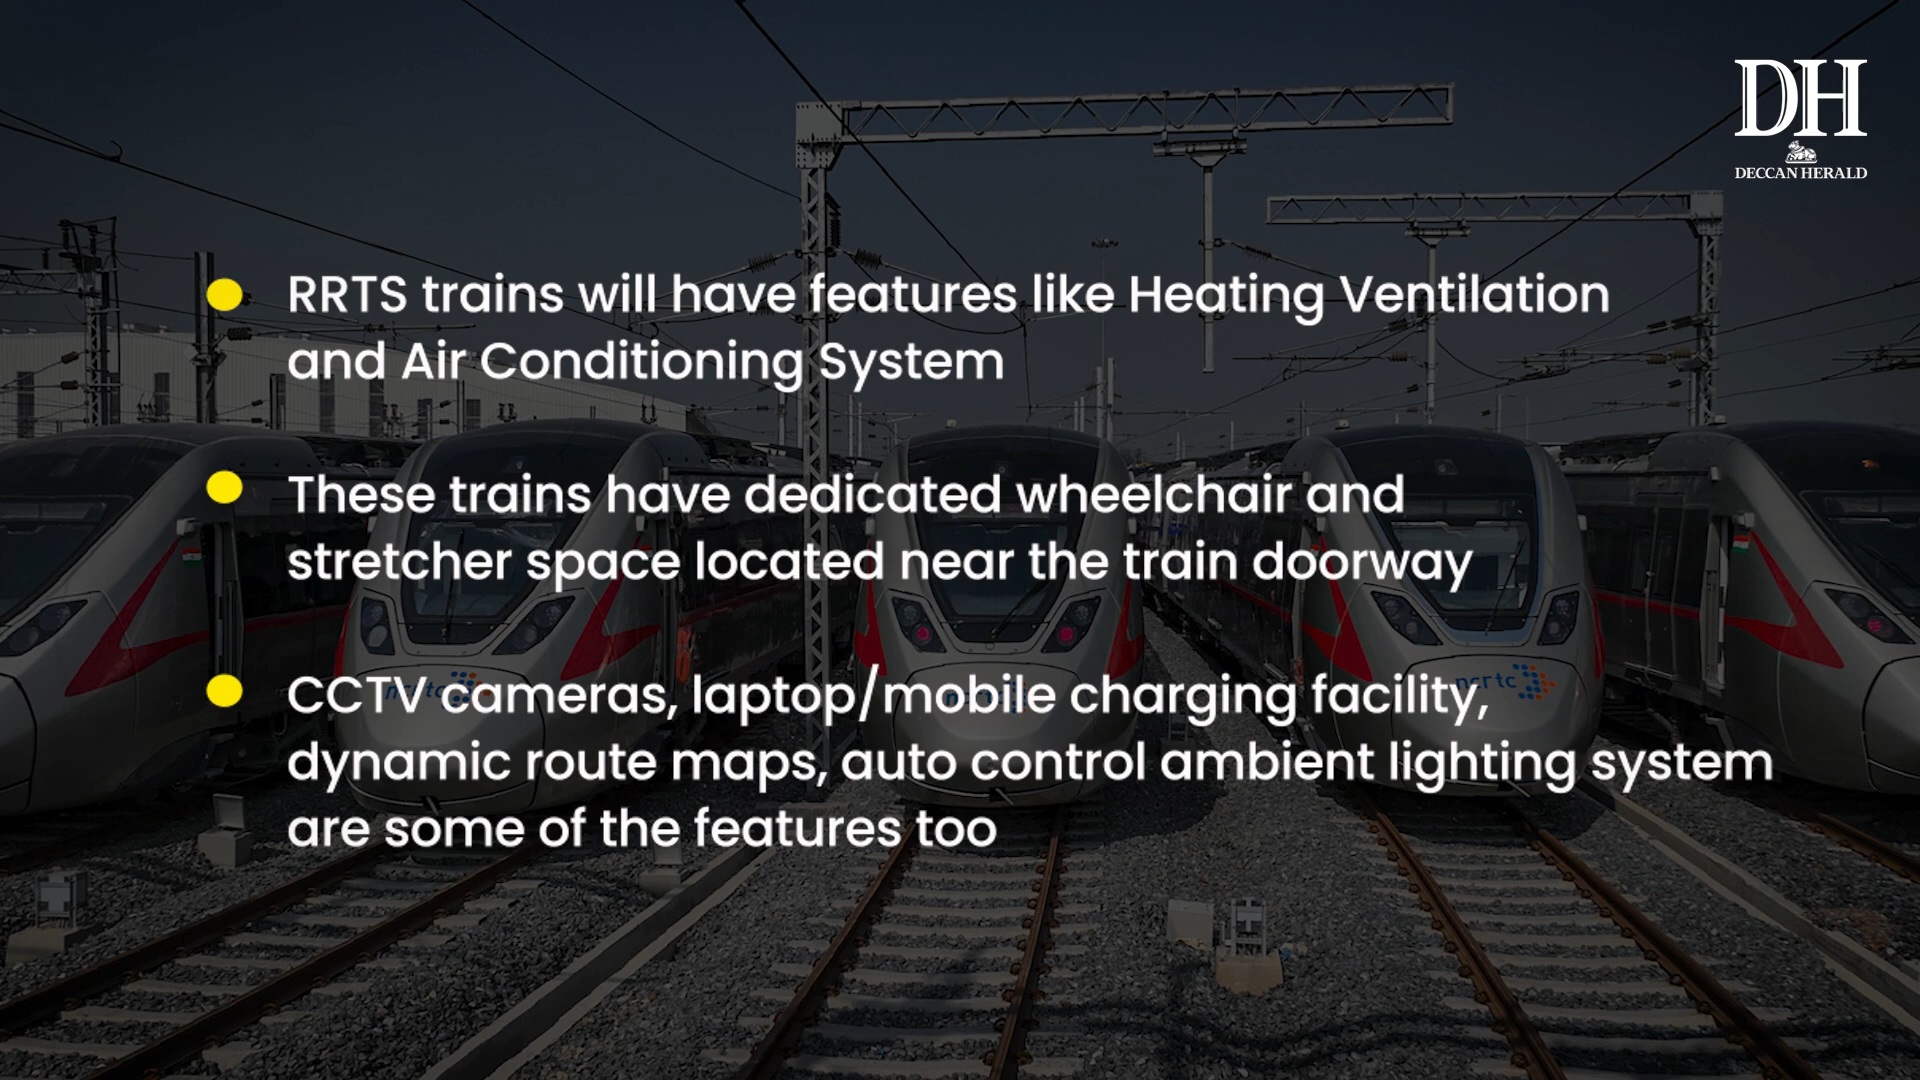 DH
DECCAN HERALD
RRTS trains will have features like Heating Ventilation
and Air Conditioning System
These trains have dedicated wheelchair and
stretcher space located near the train doorway
CCTV cameras, laptop/mobile charging facility,
dynamic route maps, auto control ambient lighting system
are some of the features too
ncrtc